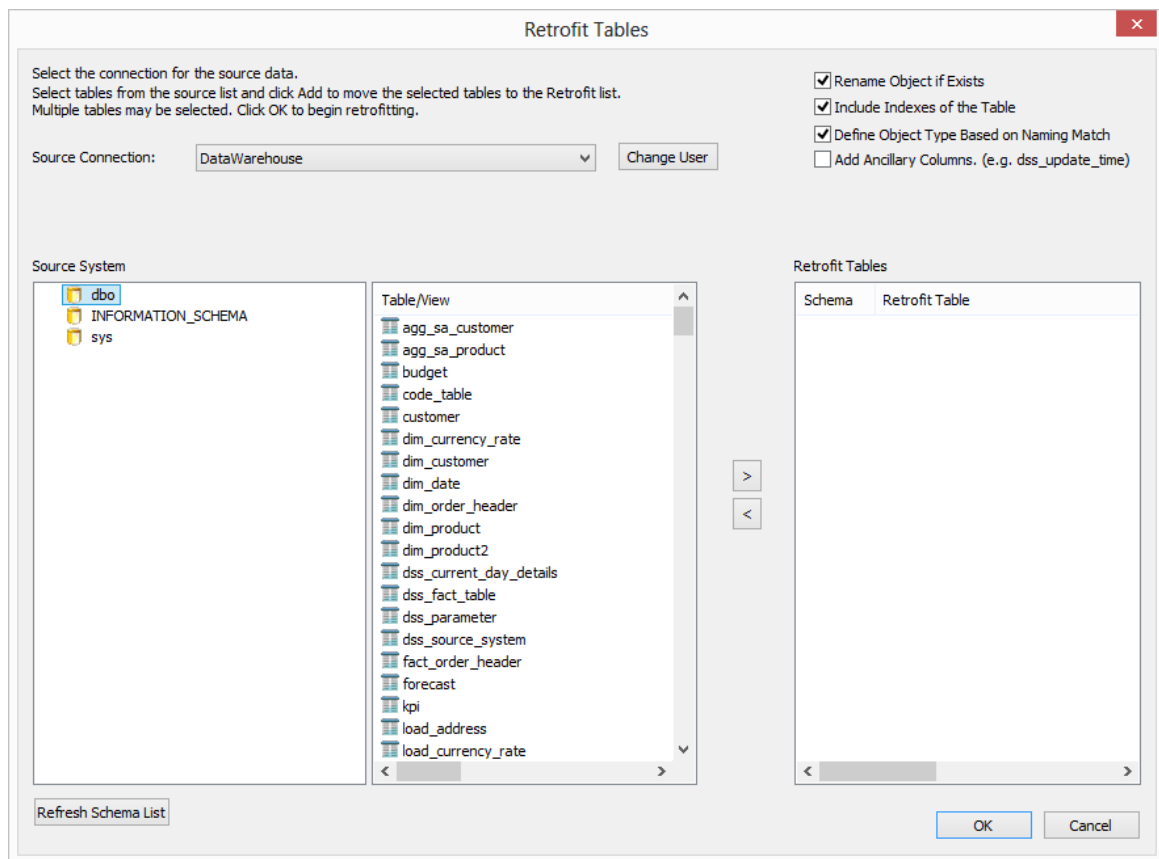 Retrofit Tables
Select the connection for the source data.
Select tables from the source list and click Add to move the selected tables to the Retrofit list.
Multiple tables may be selected. Click OK to begin retrofitting.
Rename Object if Exists
Include Indexes of the Table
Define Object Type Based on Naming Match
Add Ancillary Columns. (e.g. dss_update_time)
Source Connection: DataWarehouse Change User
Source System
dbo
INFORMATION_SCHEMA
sys
Table/View
agg_sa_customer
agg_sa_product
budget
code_table
customer
dim_currency_rate
dim_customer
dim_date
dim_order_header
dim_product
dim_product2
dss_current_day_details
dss_fact_table
dss_parameter
dss_source_system
fact_order_header
forecast
kpi
load_address
load_currency_rate
>
<
Retrofit Tables
Schema Retrofit Table
Refresh Schema List
OK Cancel